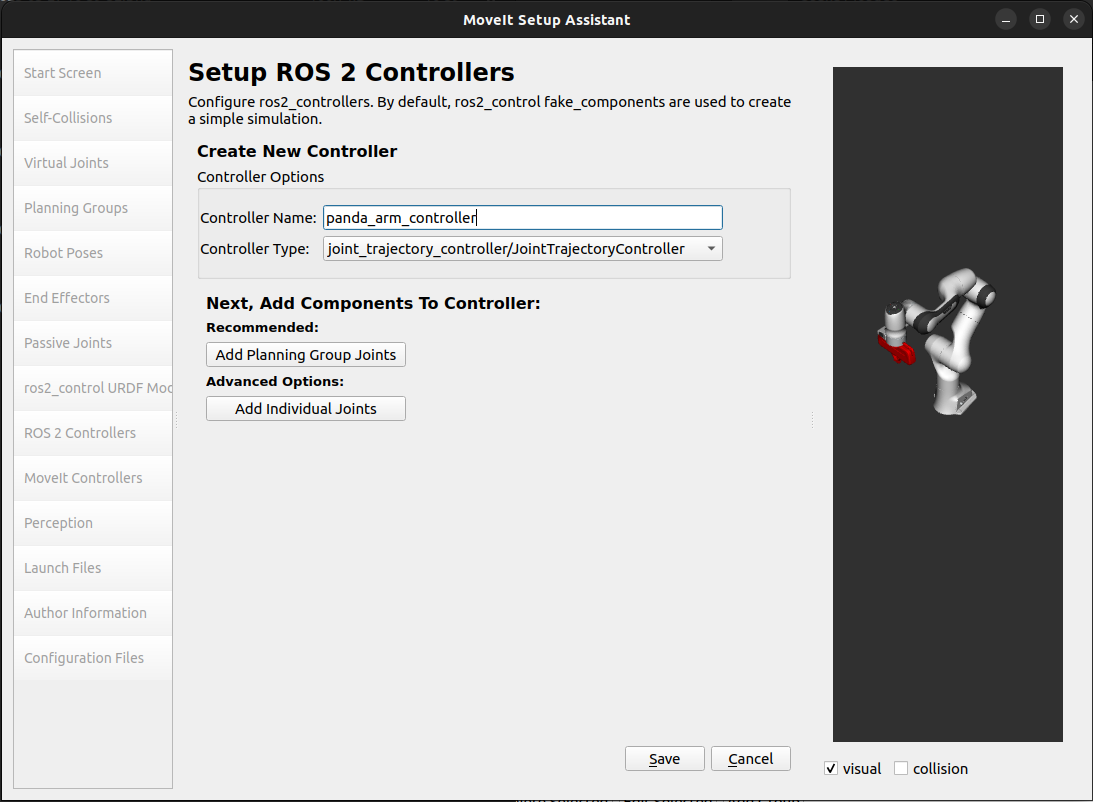 MoveIt Setup Assistant
Start Screen
Self-Collisions
Virtual Joints
Planning Groups
Robot Poses
End Effectors
Passive Joints
ros2_control URDF Mod
ROS 2 Controllers
MoveIt Controllers
Perception
Launch Files
Author Information
Configuration Files
Setup ROS 2 Controllers
Configure ros2_controllers. By default, ros2_control fake_components are used to create
a simple simulation.
Create New Controller
Controller Options
Controller Name: panda_arm_controller
Controller Type: joint_trajectory_controller/JointTrajectoryController
Next, Add Components To Controller:
Recommended:
Add Planning Group Joints
Advanced Options:
Add Individual Joints
Save
Cancel
visual
collision